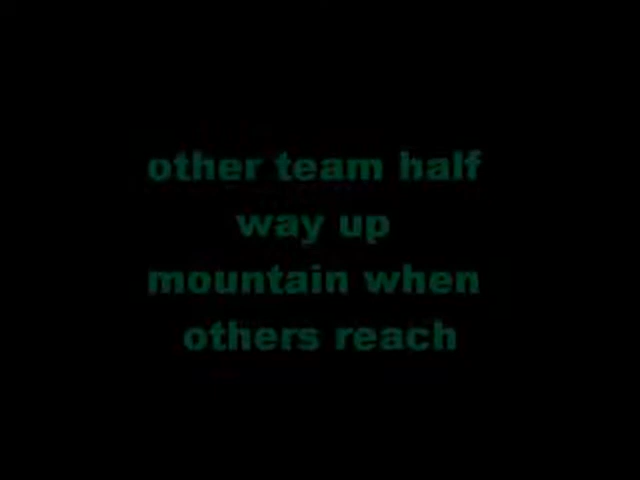 other team half
way up
mountain when
others reach